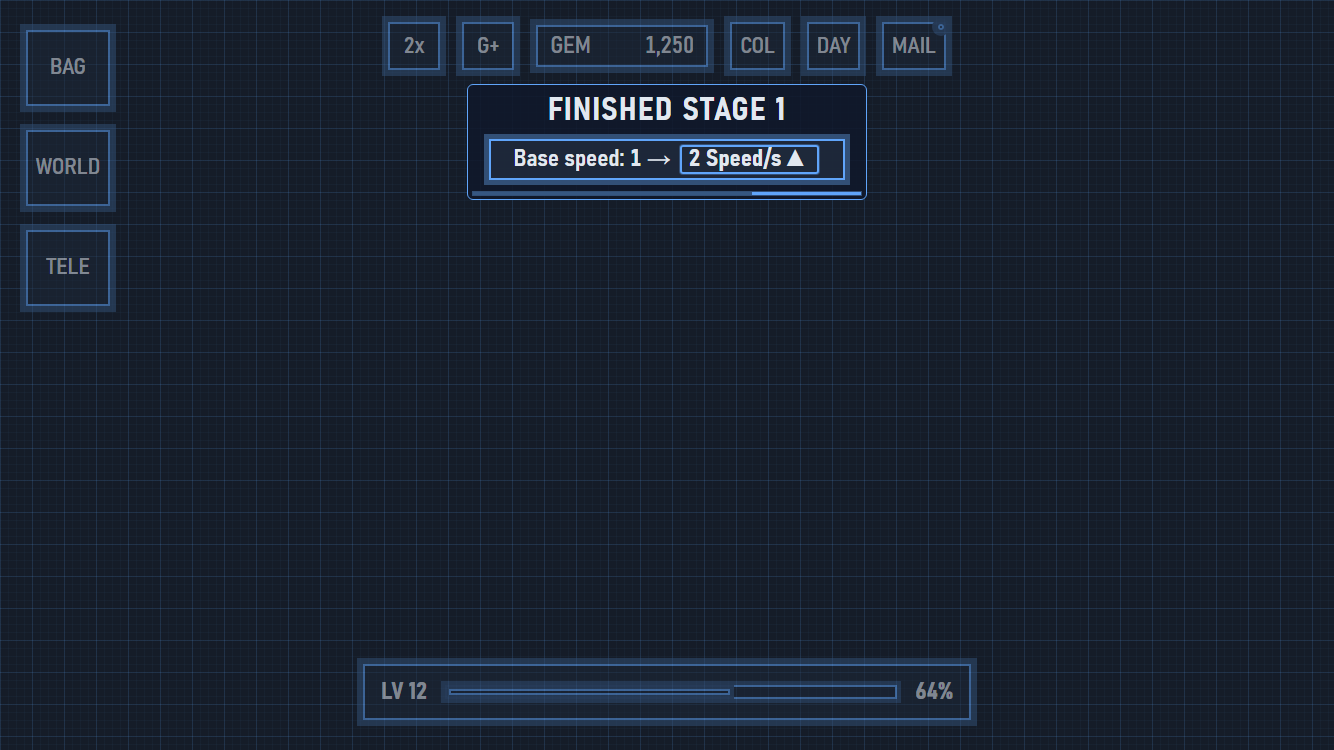 BAG
WORLD
TELE
2x
G+
GEM 1,250
COL
DAY
MAIL
FINISHED STAGE 1
Base speed: 1 → 2 Speed/s ▲
LV 12
64%